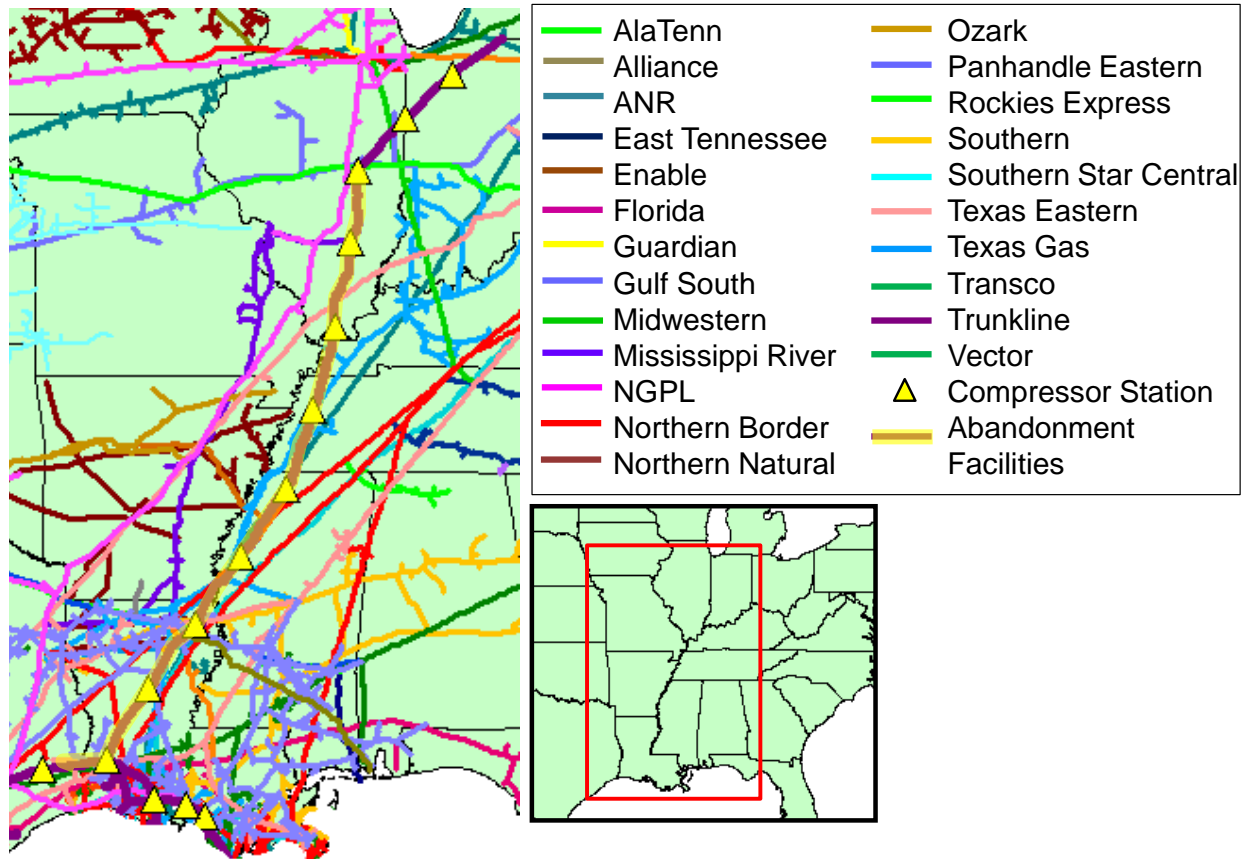 AlaTenn
Alliance
ANR
East Tennessee
Enable
Florida
Guardian
Gulf South
Midwestern
Mississippi River
NGPL
Northern Border
Northern Natural
Ozark
Panhandle Eastern
Rockies Express
Southern
Southern Star Central
Texas Eastern
Texas Gas
Transco
Trunkline
Vector
Compressor Station
Abandonment
Facilities